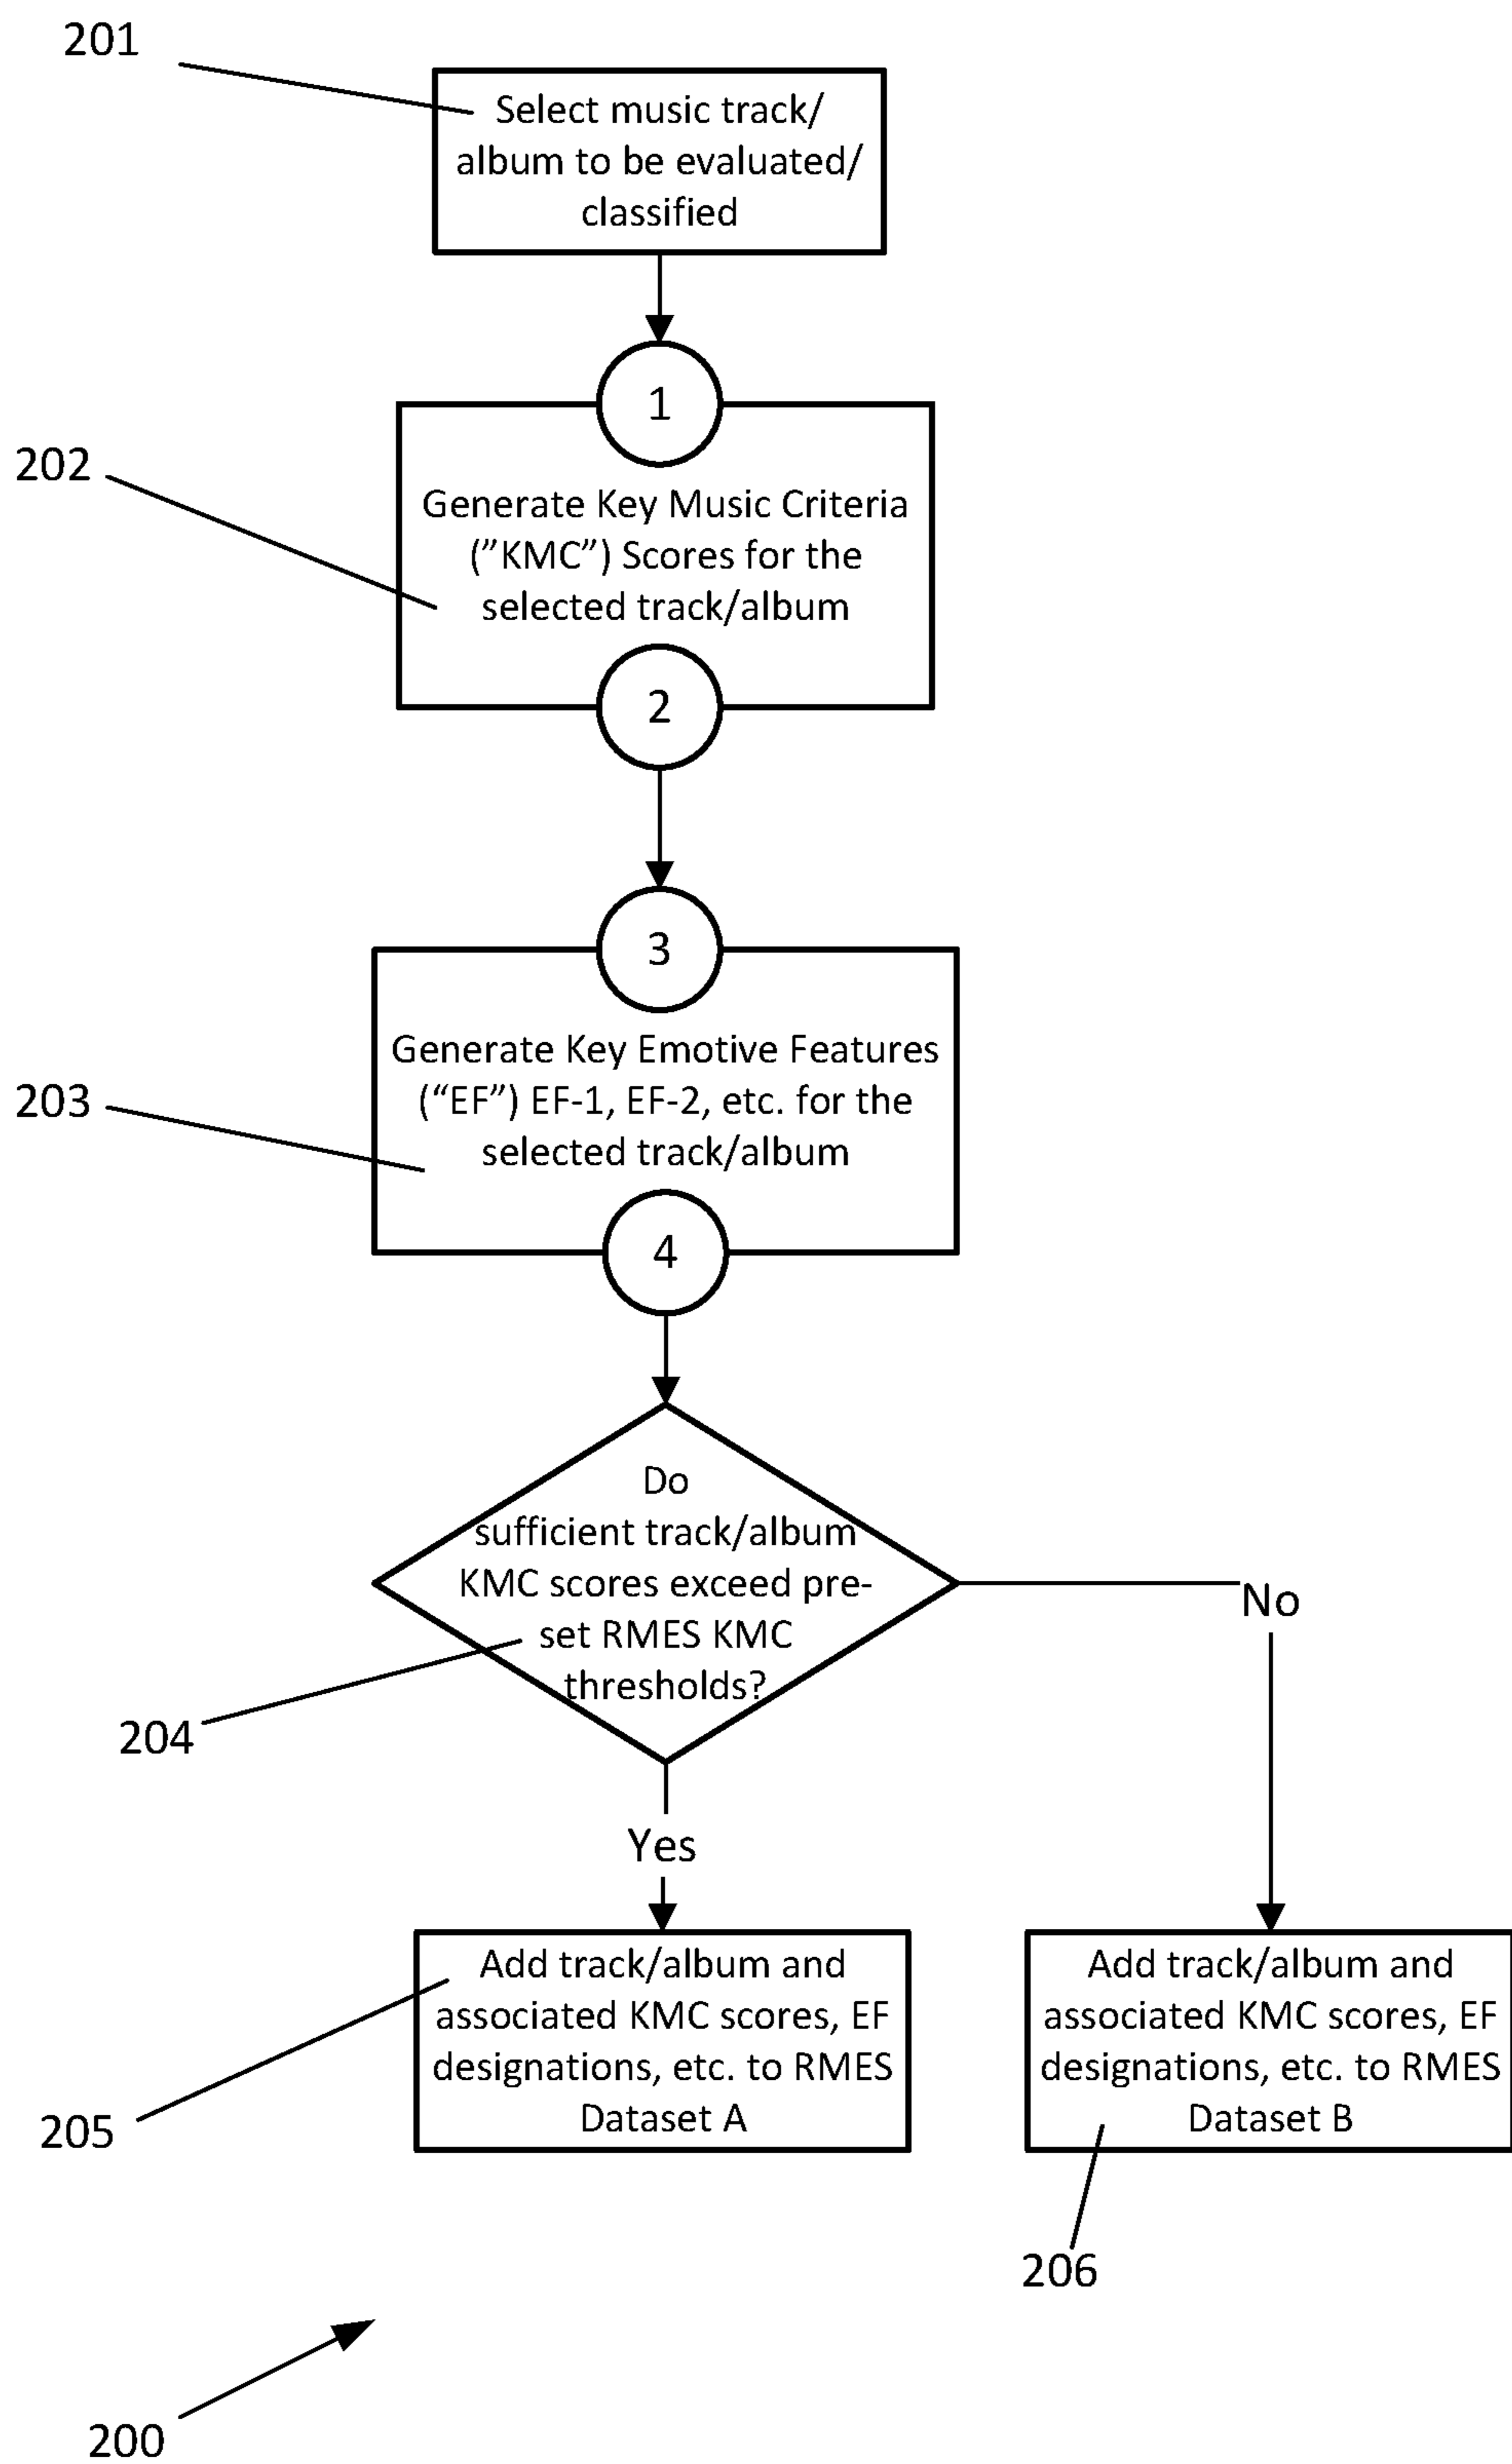 201
Select music track/
album to be evaluated/
classified
1
202
Generate Key Music Criteria
(”KMC”) Scores for the
selected track/album
2
3
Generate Key Emotive Features
(“EF”) EF-1, EF-2, etc. for the
selected track/album
203
4
Do
sufficient track/album
KMC scores exceed pre-
set RMES KMC
thresholds?
No
204
Yes
Add track/album and
associated KMC scores, EF
designations, etc. to RMES
Dataset A
205
Add track/album and
associated KMC scores, EF
designations, etc. to RMES
Dataset B
206
200